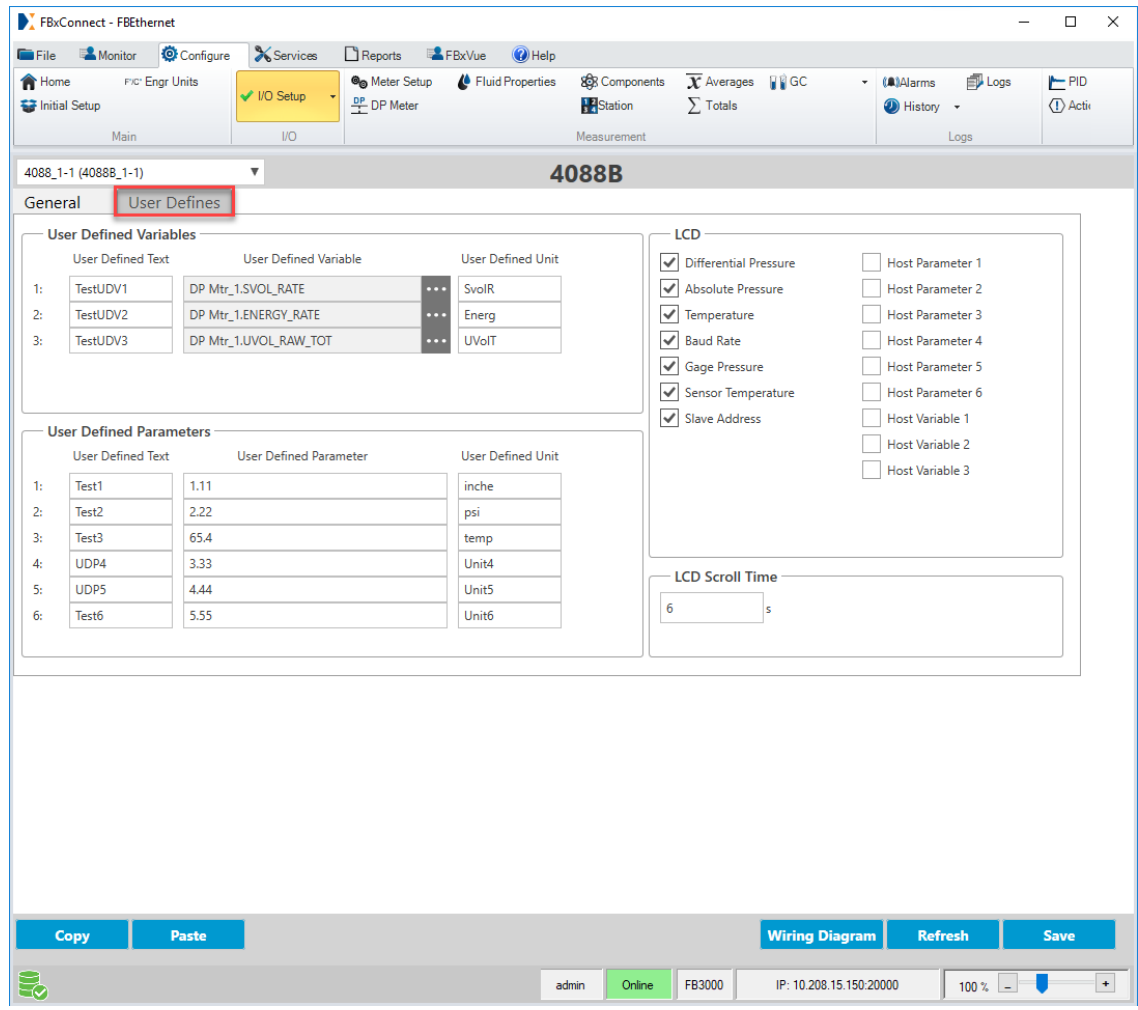 FBxConnect - FBEthernet
File Monitor Configure Services Reports FBxVue Help
Home F°/C° Engr Units I/O Setup Meter Setup Fluid Properties Components Averages GC Alarms Logs PID
Initial Setup DP DP Meter Station Totals History Actic
Main I/O Measurement Logs
4088_1-1 (4088B_1-1) 4088B
General User Defines
User Defined Variables
User Defined Text User Defined Variable User Defined Unit
1: TestUDV1 DP Mtr_1.SVOL_RATE ... SvolR
2: TestUDV2 DP Mtr_1.ENERGY_RATE ... Energ
3: TestUDV3 DP Mtr_1.UVOL_RAW_TOT ... UVolT
User Defined Parameters
User Defined Text User Defined Parameter User Defined Unit
1: Test1 1.11 inche
2: Test2 2.22 psi
3: Test3 65.4 temp
4: UDP4 3.33 Unit4
5: UDP5 4.44 Unit5
6: Test6 5.55 Unit6
LCD
Differential Pressure Host Parameter 1
Absolute Pressure Host Parameter 2
Temperature Host Parameter 3
Baud Rate Host Parameter 4
Gage Pressure Host Parameter 5
Sensor Temperature Host Parameter 6
Slave Address Host Variable 1
Host Variable 2
Host Variable 3
LCD Scroll Time
6 s
Copy Paste Wiring Diagram Refresh Save
admin Online FB3000 IP: 10.208.15.150:20000 100 % - +